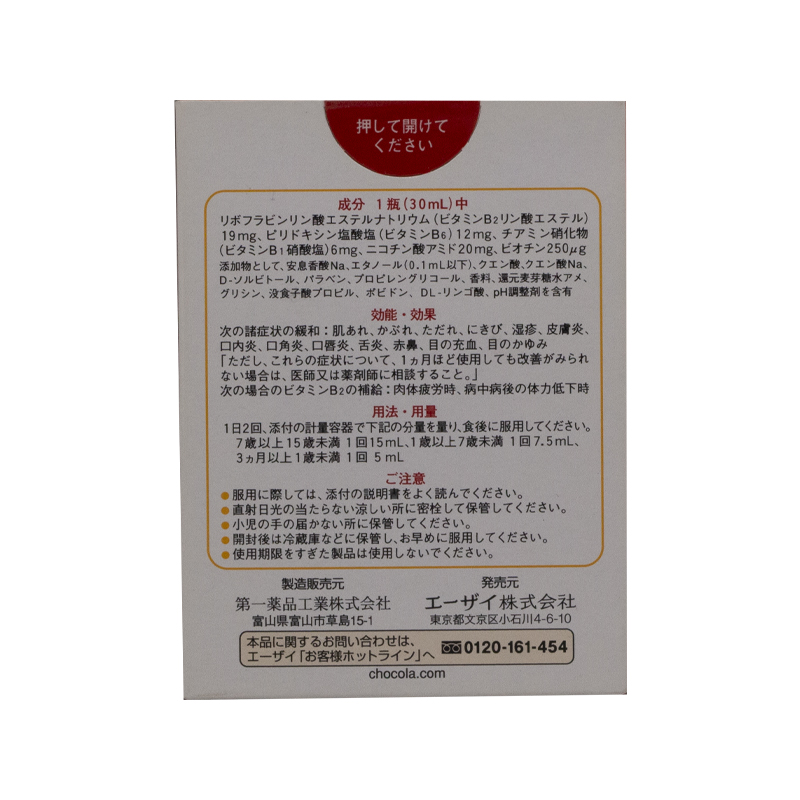 押して開けて
ください
成分 1瓶(30mL)中
リボフラビンリン酸エステルナトリウム(ビタミンB2リン酸エステル)
19mg、ピリドキシン塩酸塩(ビタミンB6)12mg、チアミン硝化物
(ビタミンB1硝酸塩)6mg、ニコチン酸アミド20mg、ビオチン250μg
添加物として、安息香酸Na、エタノール(0.1mL以下)、クエン酸、クエン酸Na、
D-ソルビトール、パラベン、プロピレングリコール、香料、還元麦芽糖水アメ、
グリシン、没食子酸プロピル、ポビドン、DL-リンゴ酸、pH調整剤を含有
効能・効果
次の諸症状の緩和:肌あれ、かぶれ、ただれ、にきび、湿疹、皮膚炎、
口内炎、口角炎、口唇炎、舌炎、赤鼻、目の充血、目のかゆみ
「ただし、これらの症状について、1ヵ月ほど使用しても改善がみられ
ない場合は、医師又は薬剤師に相談すること。」
次の場合のビタミンB2の補給:肉体疲労時、病中病後の体力低下時
用法・用量
1日2回、添付の計量容器で下記の分量を量り、食後に服用してください。
7歳以上15歳未満 1回15mL、1歳以上7歳未満 1回7.5mL、
3ヵ月以上1歳未満 1回 5mL
ご注意
●服用に際しては、添付の説明書をよく読んでください。
●直射日光の当たらない涼しい所に密栓して保管してください。
●小児の手の届かない所に保管してください。
●開封後は冷蔵庫などに保管し、お早めに服用してください。
●使用期限をすぎた製品は使用しないでください。
製造販売元
第一薬品工業株式会社
富山県富山市草島15-1
発売元
エーザイ株式会社
東京都文京区小石川4-6-10
本品に関するお問い合わせは、
エーザイ「お客様ホットライン」へ
0120-161-454
chocola.com